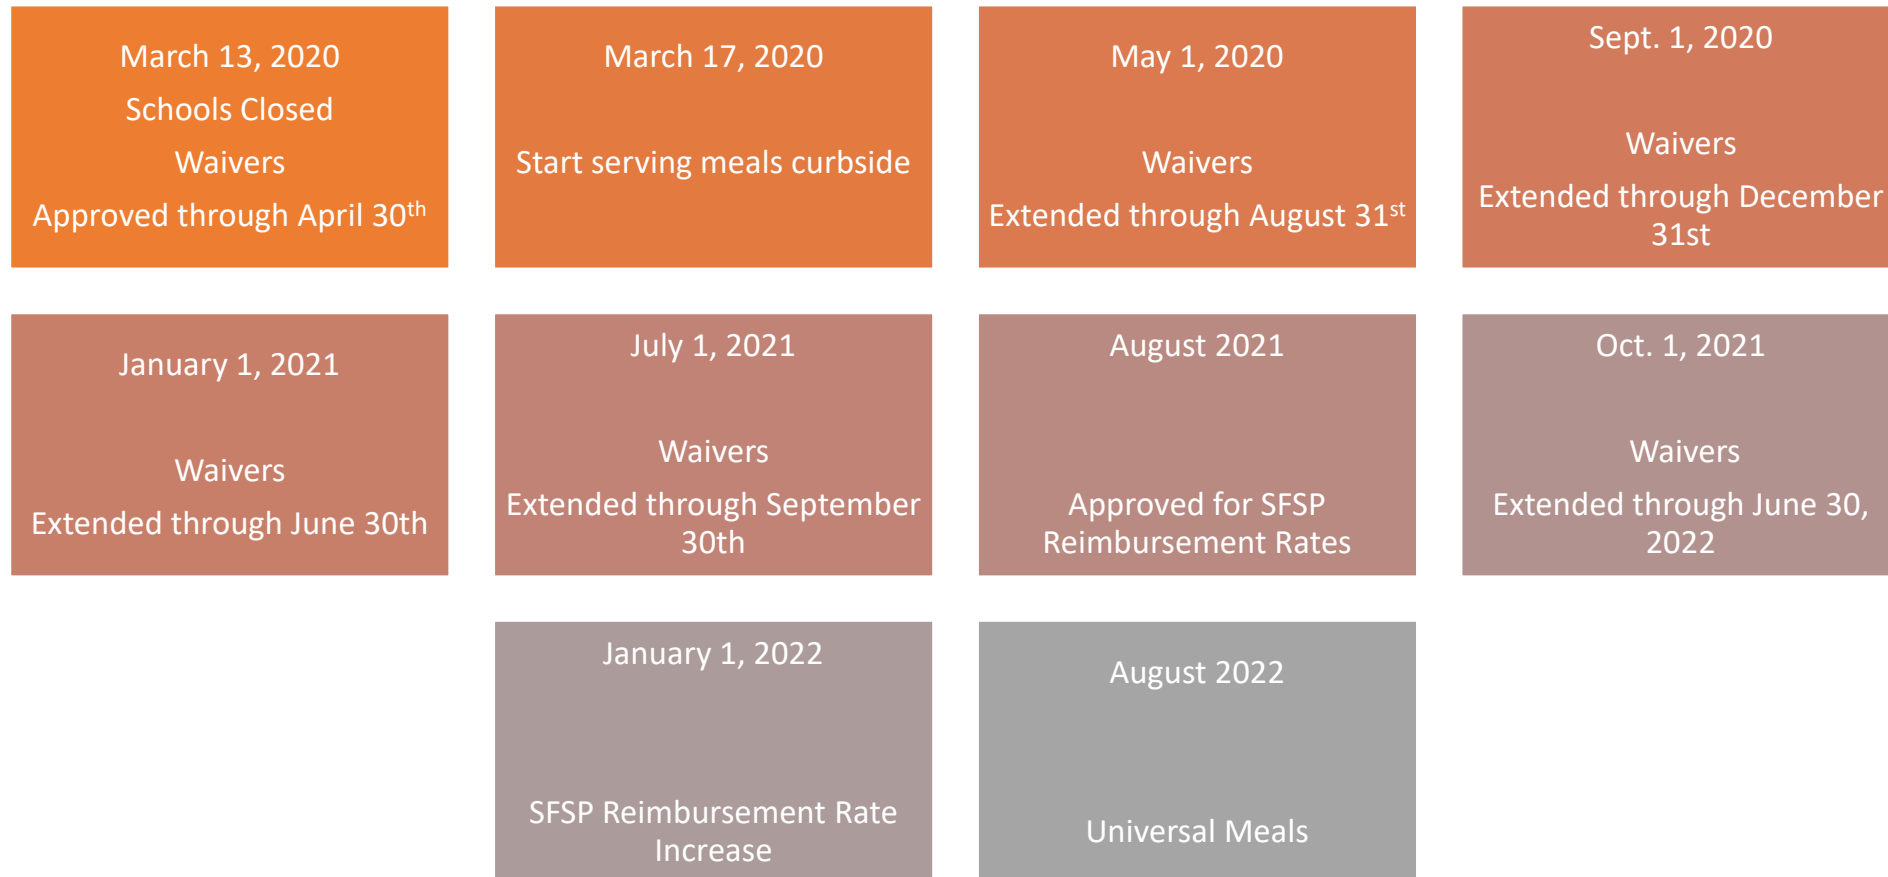 March 13, 2020
Schools Closed
Waivers
Approved through April 30th
March 17, 2020
Start serving meals curbside
May 1, 2020
Waivers
Extended through August 31st
Sept. 1, 2020
Waivers
Extended through December
31st
January 1, 2021
Waivers
Extended through June 30th
July 1, 2021
Waivers
Extended through September
30th
August 2021
Approved for SFSP
Reimbursement Rates
Oct. 1, 2021
Waivers
Extended through June 30,
2022
January 1, 2022
SFSP Reimbursement Rate
Increase
August 2022
Universal Meals